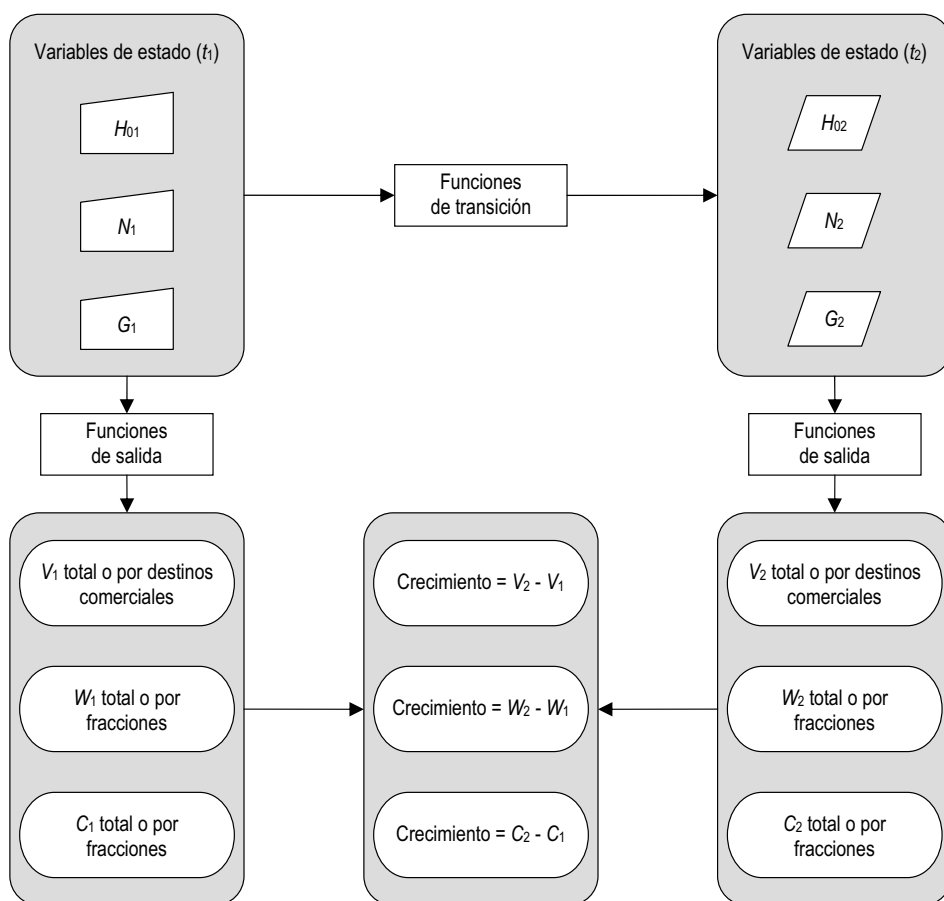 Variables de estado (t1)
H01
N1
G1
Funciones
de transición
Variables de estado (t2)
H02
N2
G2
Funciones
de salida
Funciones
de salida
V1 total o por destinos
comerciales
W1 total o por
fracciones
C1 total o por
fracciones
Crecimiento = V2 - V1
Crecimiento = W2 - W1
Crecimiento = C2 - C1
V2 total o por destinos
comerciales
W2 total o por
fracciones
C2 total o por
fracciones